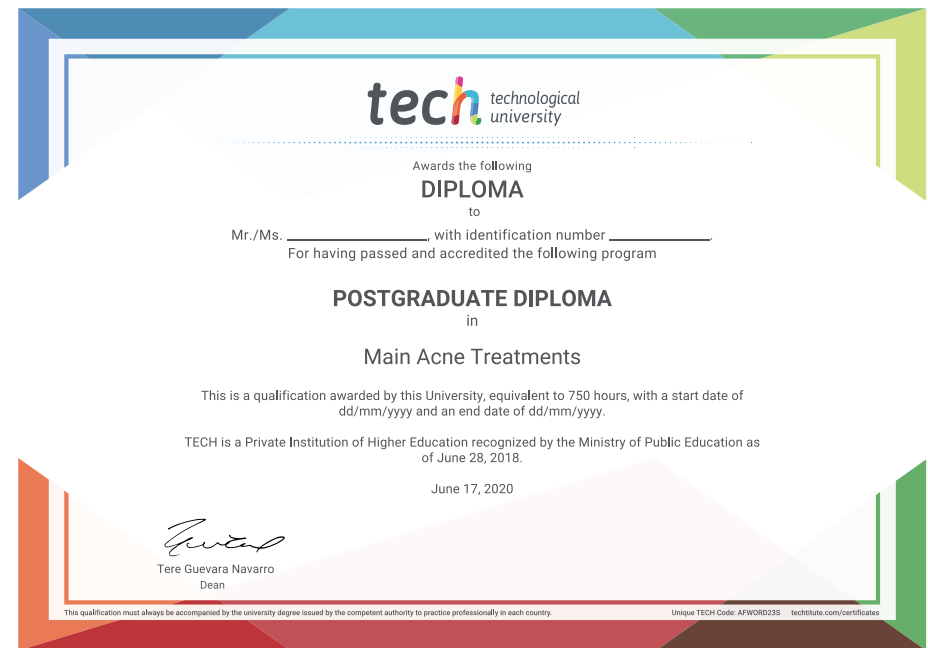 tech technological
university
Awards the following
DIPLOMA
to
Mr./Ms. ____________, with identification number ____________.
For having passed and accredited the following program
POSTGRADUATE DIPLOMA
in
Main Acne Treatments
This is a qualification awarded by this University, equivalent to 750 hours, with a start date of
dd/mm/yyyy and an end date of dd/mm/yyyy.
TECH is a Private Institution of Higher Education recognized by the Ministry of Public Education as
of June 28, 2018.
June 17, 2020
Tere Guevara Navarro
Dean
This qualification must always be accompanied by the university degree issued by the competent authority to practice professionally in each country. Unique TECH Code: AFWORD23S techtitute.com/certificates